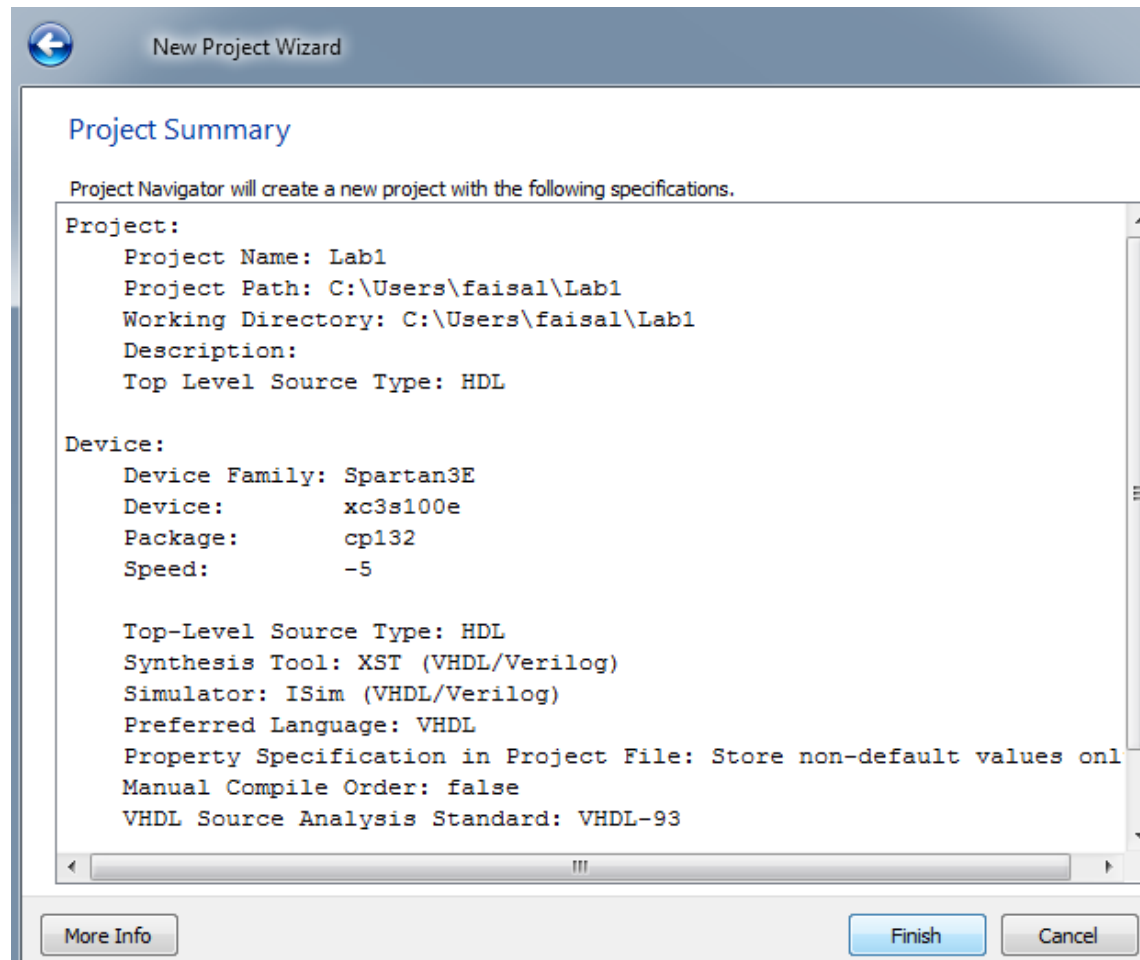 New Project Wizard
Project Summary
Project Navigator will create a new project with the following specifications.
Project:
Project Name: Lab1
Project Path: C:\Users\faisal\Lab1
Working Directory: C:\Users\faisal\Lab1
Description:
Top Level Source Type: HDL
Device:
Device Family: Spartan3E
Device: xc3s100e
Package: cp132
Speed: -5
Top-Level Source Type: HDL
Synthesis Tool: XST (VHDL/Verilog)
Simulator: ISim (VHDL/Verilog)
Preferred Language: VHDL
Property Specification in Project File: Store non-default values onl
Manual Compile Order: false
VHDL Source Analysis Standard: VHDL-93
More Info
Finish
Cancel